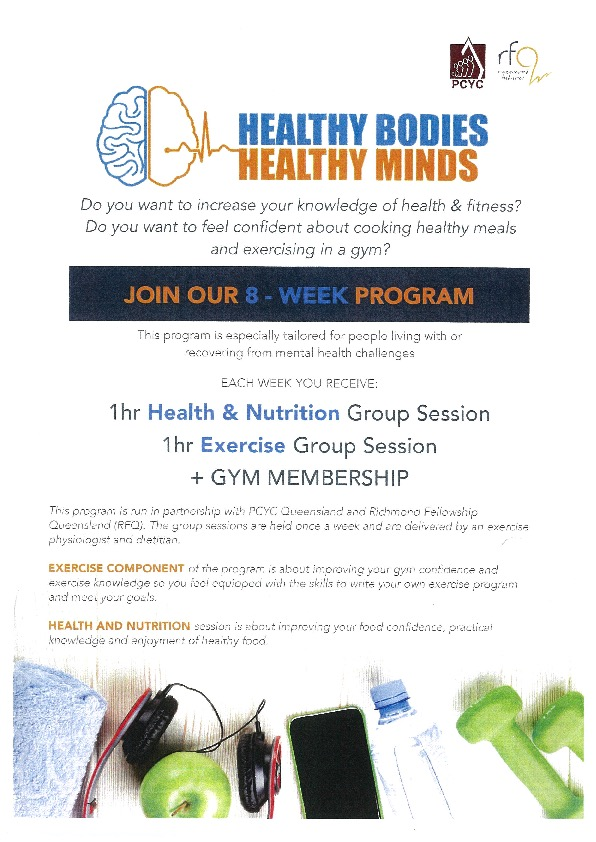 PCYC
rfQ
HEALTHY BODIES
HEALTHY MINDS
Do you want to increase your knowledge of health & fitness?
Do you want to feel confident about cooking healthy meals
and exercising in a gym?
JOIN OUR 8 - WEEK PROGRAM
This program is especially tailored for people living with or
recovering from mental health challenges
EACH WEEK YOU RECEIVE:
1hr Health & Nutrition Group Session
1hr Exercise Group Session
+ GYM MEMBERSHIP
This program is run in partnership with PCYC Queensland and Richmond Fellowship
Queensland (RFQ). The group sessions are held once a week and are delivered by an exercise
physiologist and dietitian.
EXERCISE COMPONENT of the program is about improving your gym confidence and
exercise knowledge so you feel equipped with the skills to write your own exercise program
and meet your goals.
HEALTH AND NUTRITION session is about improving your food confidence, practical
knowledge and enjoyment of healthy food.